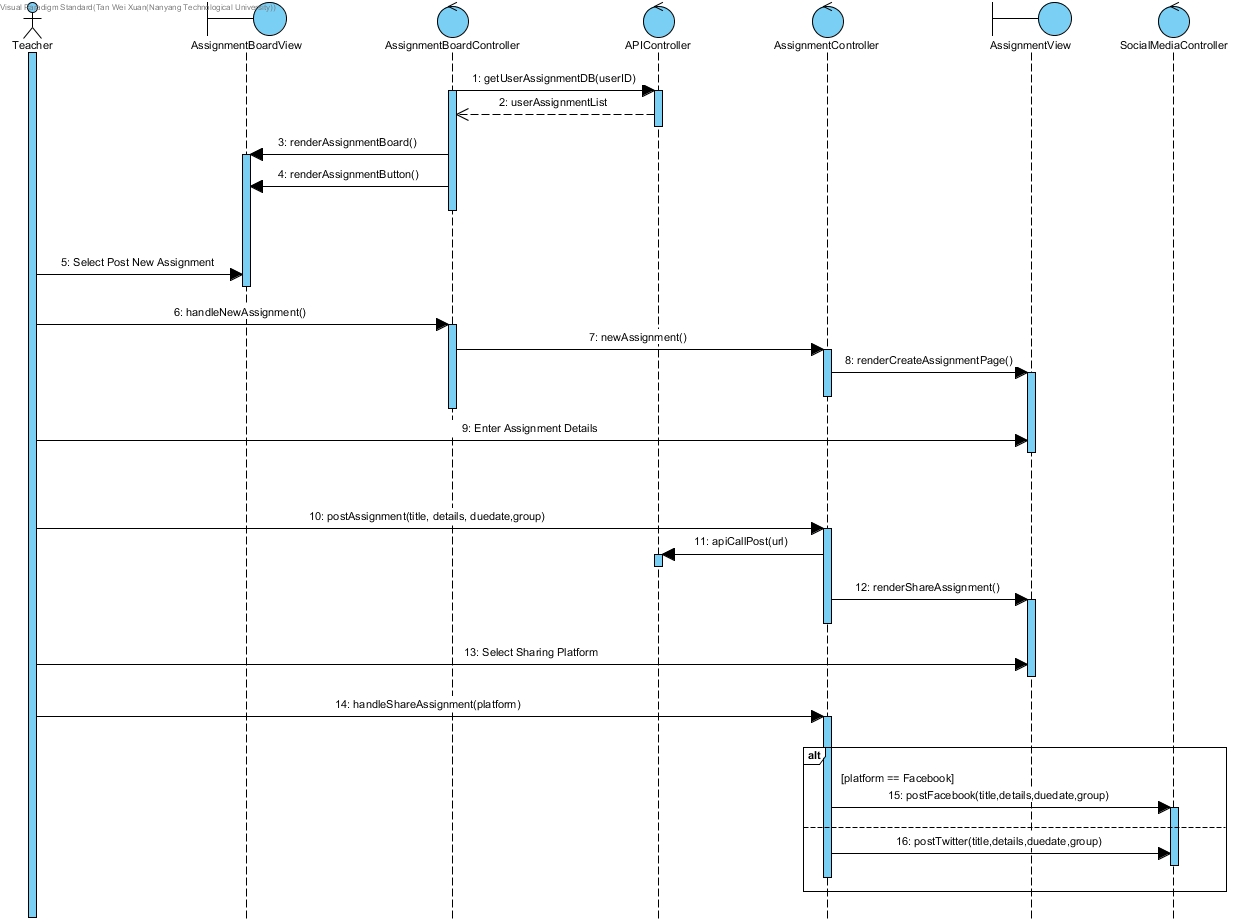 Visual Paradigm Standard(Tan Wei Xuan(Nanyang Technological University))
Teacher
AssignmentBoardView
AssignmentBoardController
APIController
AssignmentController
AssignmentView
SocialMediaController
1: getUserAssignmentDB(userID)
2: userAssignmentList
3: renderAssignmentBoard()
4: renderAssignmentButton()
5: Select Post New Assignment
6: handleNewAssignment()
7: newAssignment()
8: renderCreateAssignmentPage()
9: Enter Assignment Details
10: postAssignment(title, details, duedate,group)
11: apiCallPost(url)
12: renderShareAssignment()
13: Select Sharing Platform
14: handleShareAssignment(platform)
alt
[platform == Facebook]
15: postFacebook(title,details,duedate,group)
16: postTwitter(title,details,duedate,group)